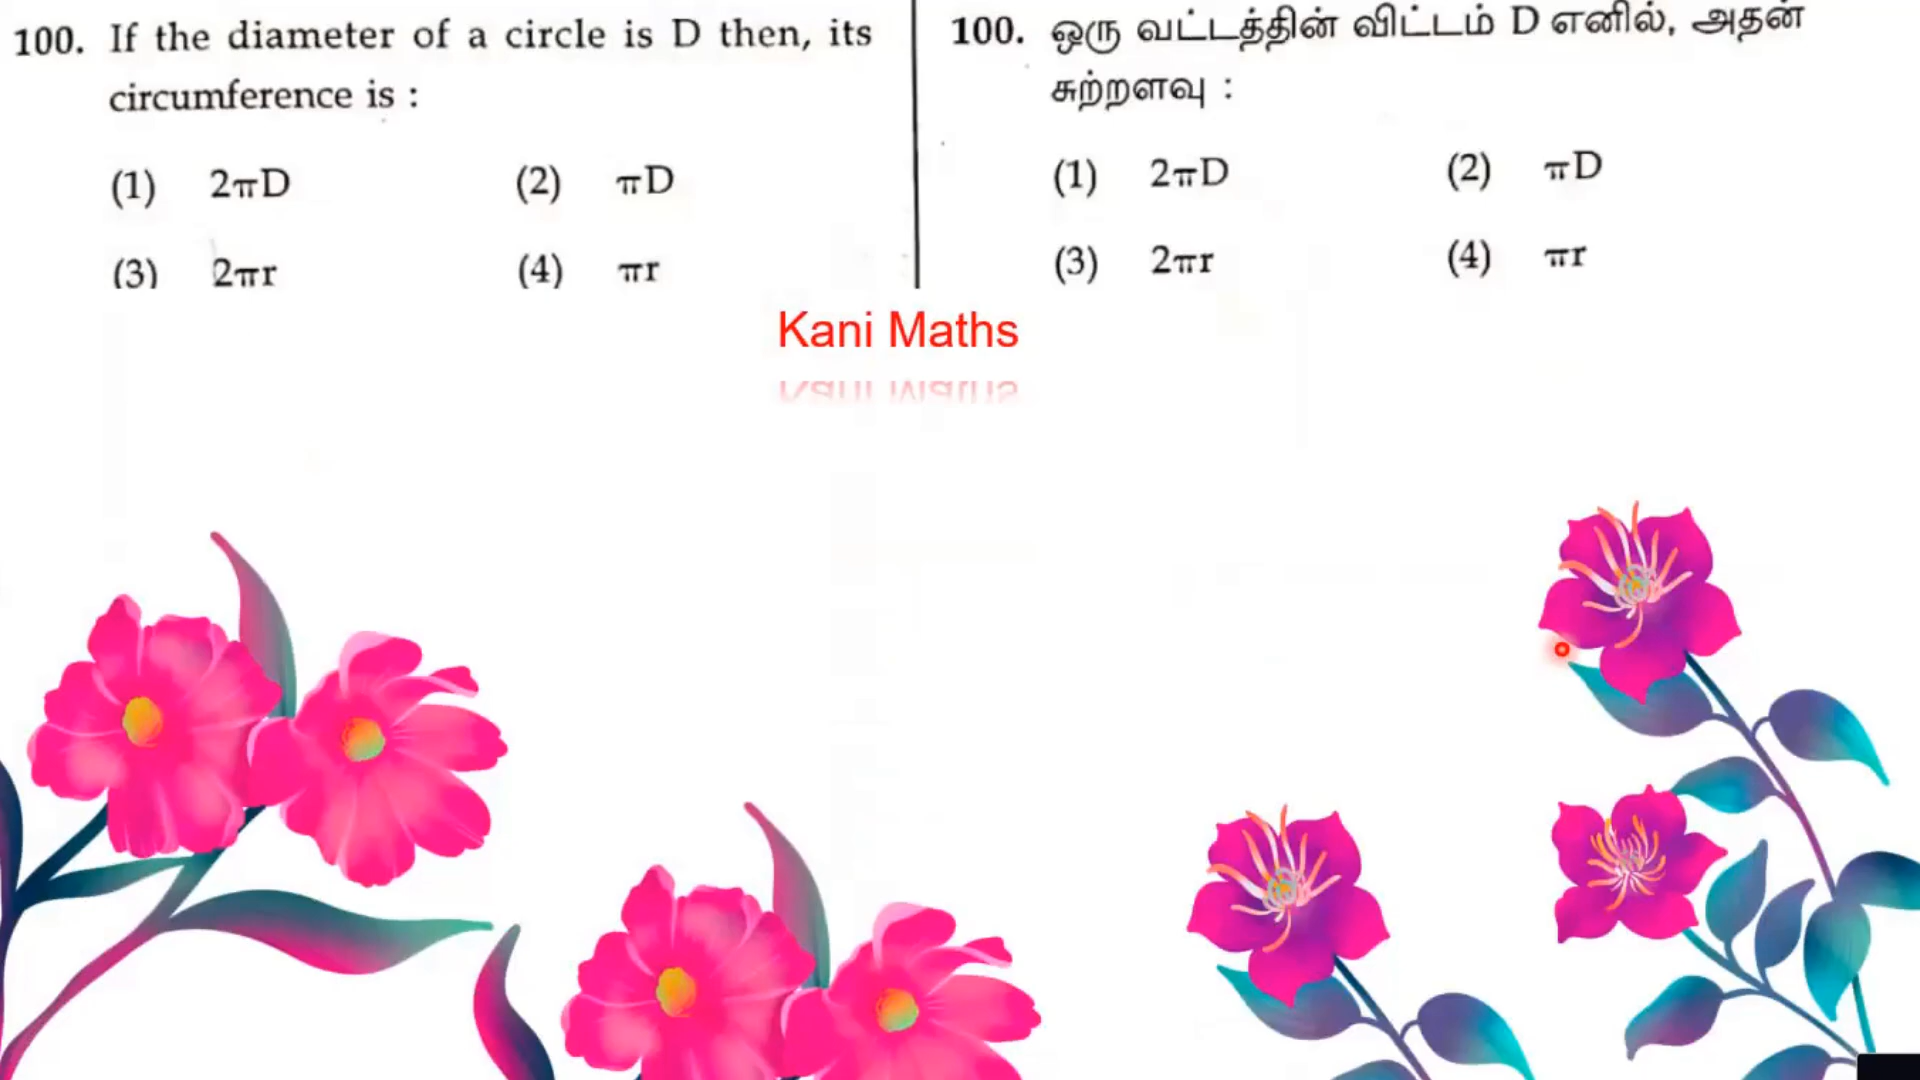 100. If the diameter of a circle is D then, its
circumference is :
(1) 2πD (2) πD
(3) 2πr (4) πr
100. ஒரு வட்டத்தின் விட்டம் D எனில், அதன்
சுற்றளவு :
(1) 2πD (2) πD
(3) 2πr (4) πr
Kani Maths